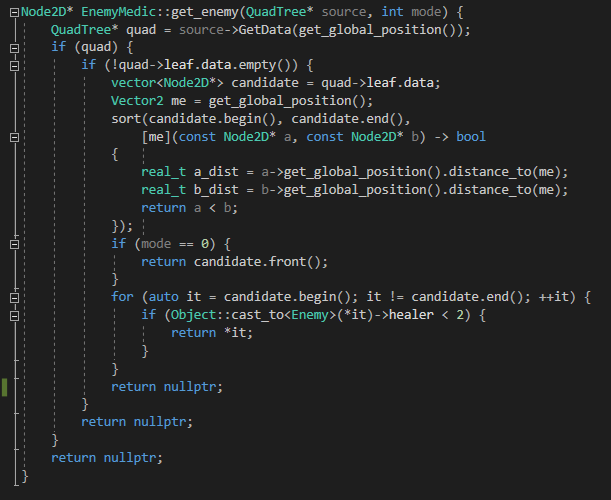 Node2D* EnemyMedic::get_enemy(QuadTree* source, int mode) {
    QuadTree* quad = source->GetData(get_global_position());
    if (quad) {
        if (!quad->leaf.data.empty()) {
            vector<Node2D*> candidate = quad->leaf.data;
            Vector2 me = get_global_position();
            sort(candidate.begin(), candidate.end(),
                [me](const Node2D* a, const Node2D* b) -> bool
            {
                real_t a_dist = a->get_global_position().distance_to(me);
                real_t b_dist = b->get_global_position().distance_to(me);
                return a < b;
            });
            if (mode == 0) {
                return candidate.front();
            }
            for (auto it = candidate.begin(); it != candidate.end(); ++it) {
                if (Object::cast_to<Enemy>(*it)->healer < 2) {
                    return *it;
                }
            }
            return nullptr;
        }
        return nullptr;
    }
    return nullptr;
}